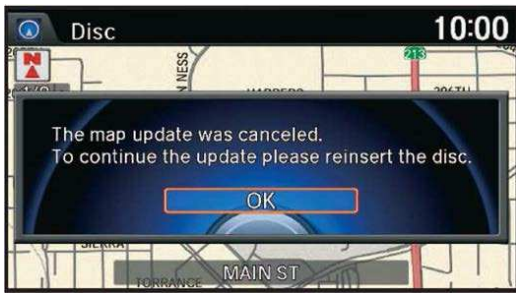 Disc
10:00
N
NESS
213
The map update was canceled.
To continue the update please reinsert the disc.
OK
SIERRA
MAIN ST
TORRANCE